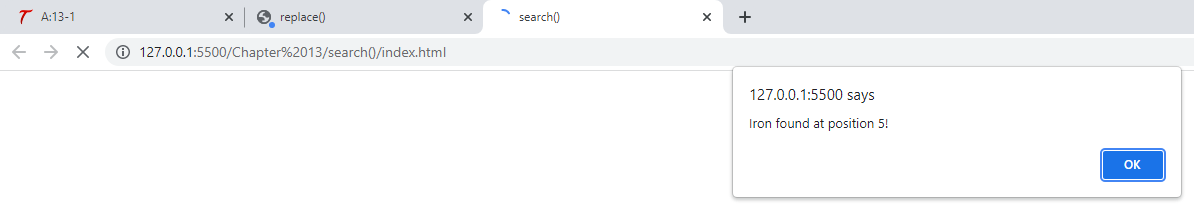 A:13-1 replace() search()
127.0.0.1:5500/Chapter%2013/search()/index.html
127.0.0.1:5500 says
Iron found at position 5!
OK